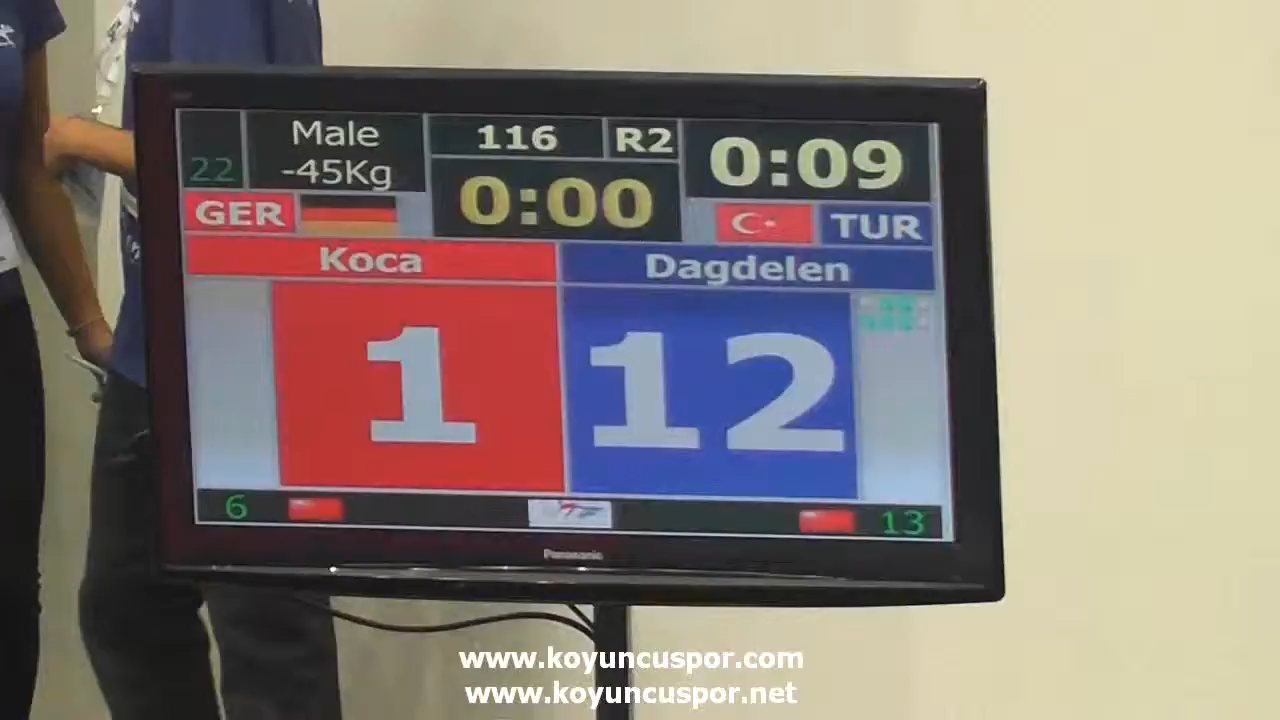 22
Male
-45Kg
116
R2
0:09
0:00
GER
TUR
Koca
Dagdelen
1
12
6
13
Panasonic
www.koyuncuspor.com
www.koyuncuspor.net